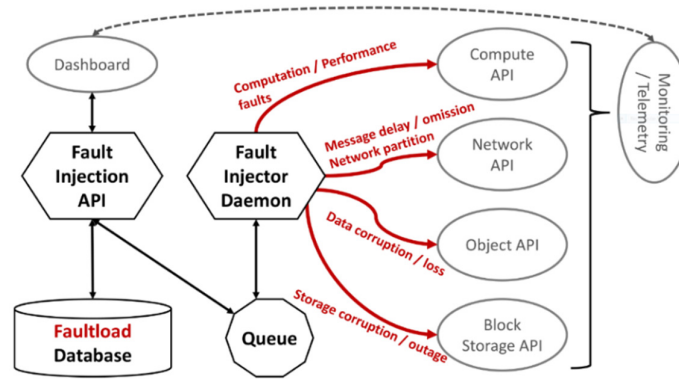 Dashboard
Computation / Performance
faults
Compute
API
Monitoring
/ Telemetry
Fault
Injection
API
Fault
Injector
Daemon
Message delay / omission
Network partition
Network
API
Data corruption / loss
Object API
Faultload
Database
Queue
Storage corruption / outage
Block
Storage API